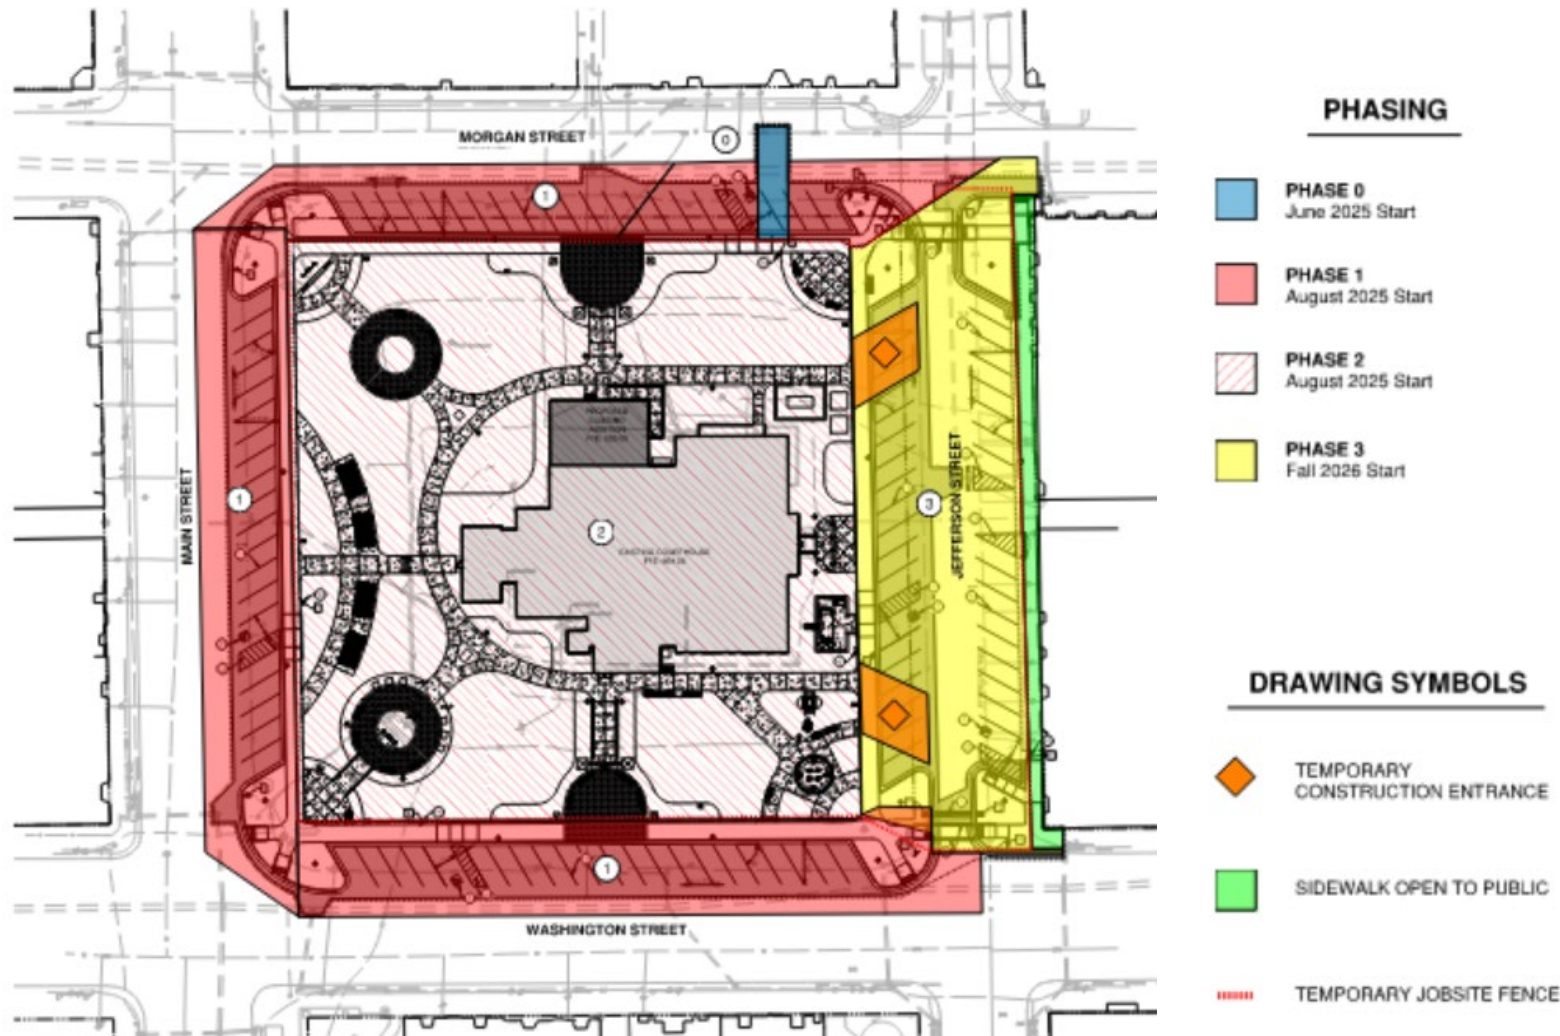 MORGAN STREET
0
1
1
MAIN STREET
2
3
JEFFERSON STREET
1
WASHINGTON STREET
PHASING
PHASE 0
June 2025 Start
PHASE 1
August 2025 Start
PHASE 2
August 2025 Start
PHASE 3
Fall 2026 Start
DRAWING SYMBOLS
TEMPORARY
CONSTRUCTION ENTRANCE
SIDEWALK OPEN TO PUBLIC
TEMPORARY JOBSITE FENCE